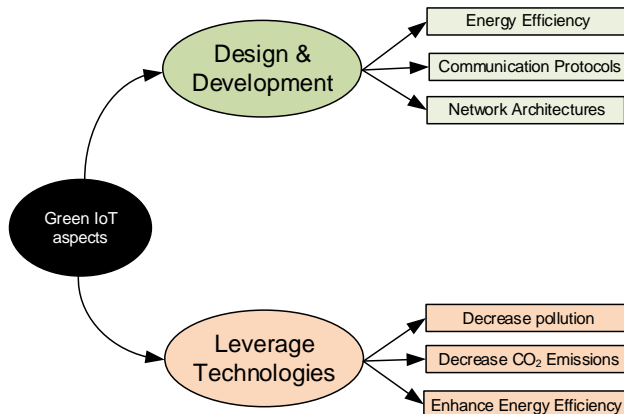 Green IoT
aspects
Design &
Development
Energy Efficiency
Communication Protocols
Network Architectures
Leverage
Technologies
Decrease pollution
Decrease CO₂ Emissions
Enhance Energy Efficiency